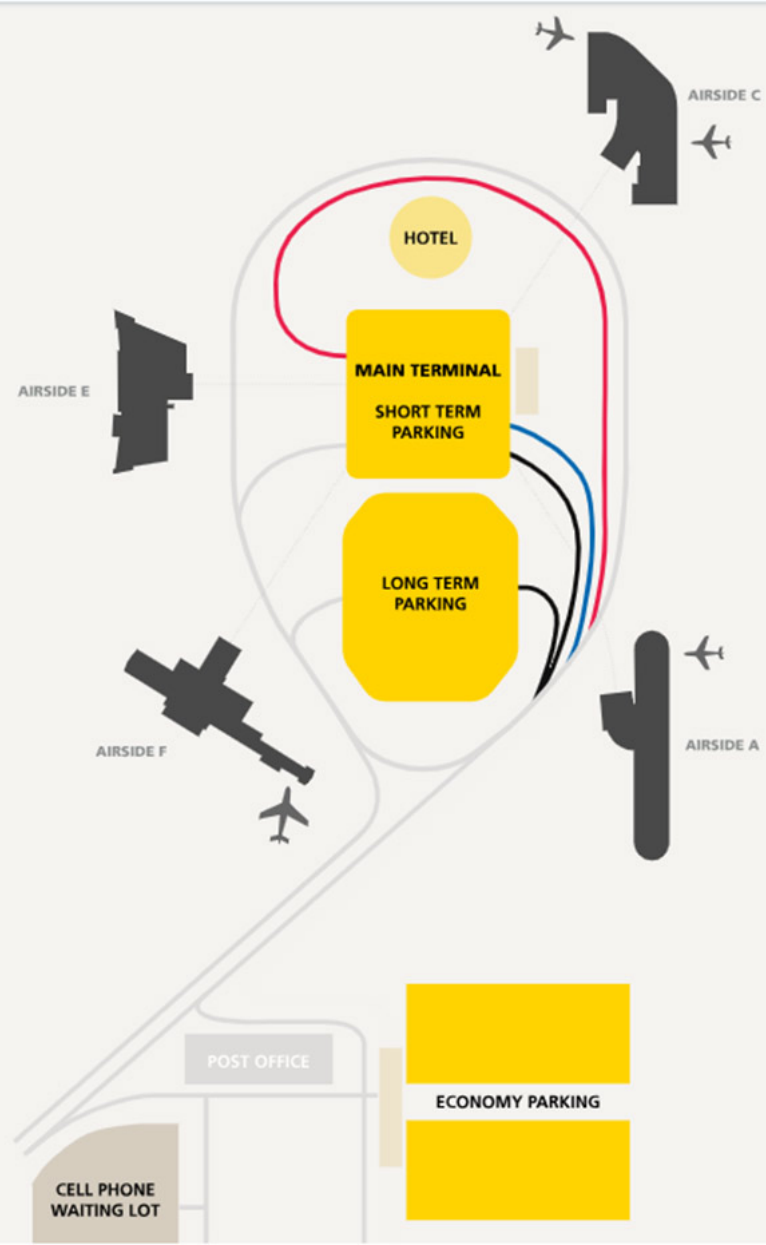 AIRSIDE C
HOTEL
MAIN TERMINAL
SHORT TERM
PARKING
AIRSIDE E
LONG TERM
PARKING
AIRSIDE F
AIRSIDE A
POST OFFICE
ECONOMY PARKING
CELL PHONE
WAITING LOT